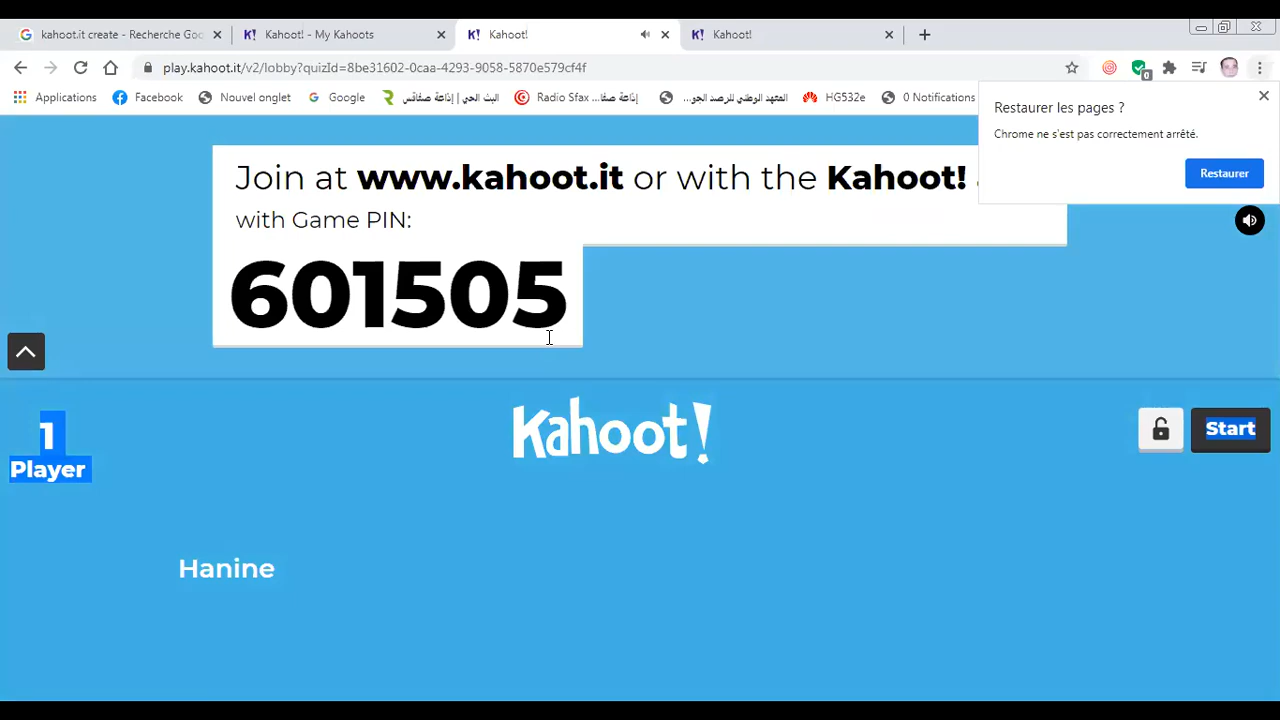 kahoot.it create - Recherche Goo
Kahoot! - My Kahoots
Kahoot!
Kahoot!
play.kahoot.it/v2/lobby?quizId=8be31602-0caa-4293-9058-5870e579cf4f
0
Applications
Facebook
Nouvel onglet
Google
البث الحي | إذاعة صفاقس
Radio Sfax إذاعة صفا...
المعهد الوطني للرصد الجو...
HG532e
0 Notifications
Restaurer les pages ?
Chrome ne s'est pas correctement arrêté.
Restaurer
Join at www.kahoot.it or with the Kahoot!
with Game PIN:
601505
1
Player
Kahoot!
Start
Hanine